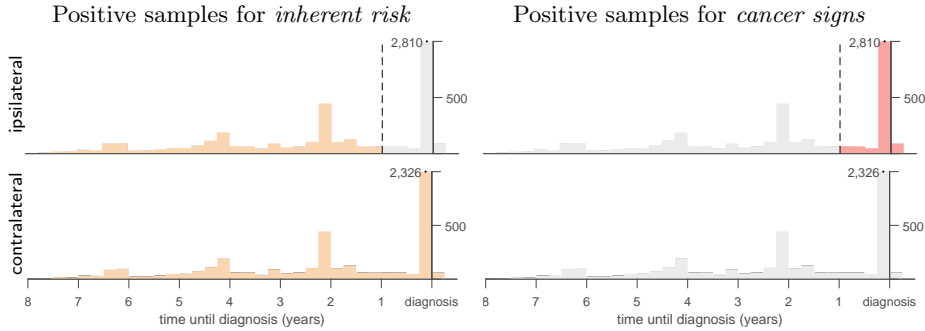 Positive samples for inherent risk
Positive samples for cancer signs
ipsilateral
2,810
500
2,810
500
contralateral
2,326
500
2,326
500
8 7 6 5 4 3 2 1 diagnosis
time until diagnosis (years)
8 7 6 5 4 3 2 1 diagnosis
time until diagnosis (years)